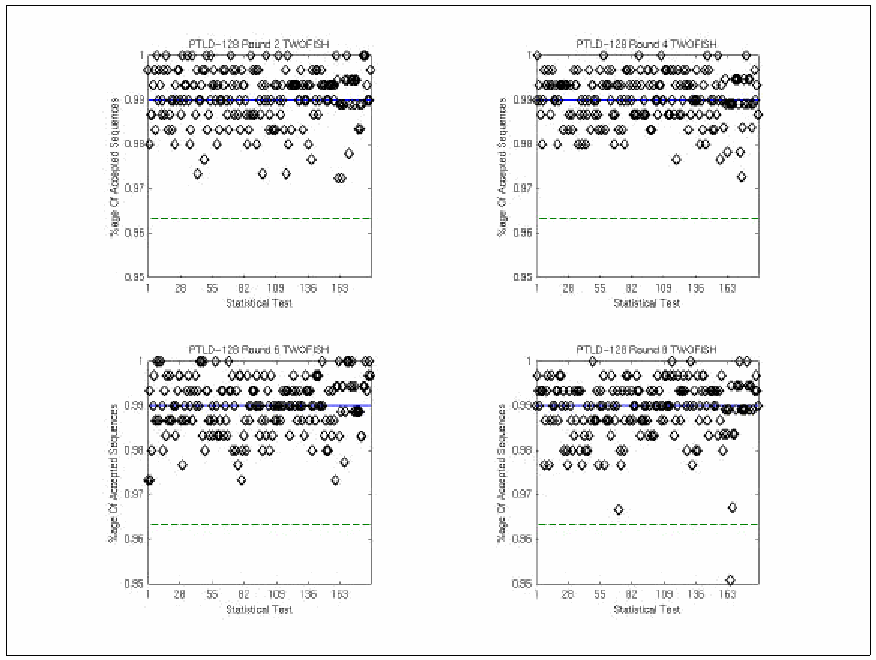 PTLD-128 Round 2 TWOFISH
%age Of Accepted Sequences
1
0.99
0.98
0.97
0.96
0.95
1 28 55 82 109 136 163
Statistical Test
PTLD-128 Round 4 TWOFISH
%age Of Accepted Sequences
1
0.99
0.98
0.97
0.96
0.95
1 28 55 82 109 136 163
Statistical Test
PTLD-128 Round 6 TWOFISH
%age Of Accepted Sequences
1
0.99
0.98
0.97
0.96
0.95
1 28 55 82 109 136 163
Statistical Test
PTLD-128 Round 8 TWOFISH
%age Of Accepted Sequences
1
0.99
0.98
0.97
0.96
0.95
1 28 55 82 109 136 163
Statistical Test